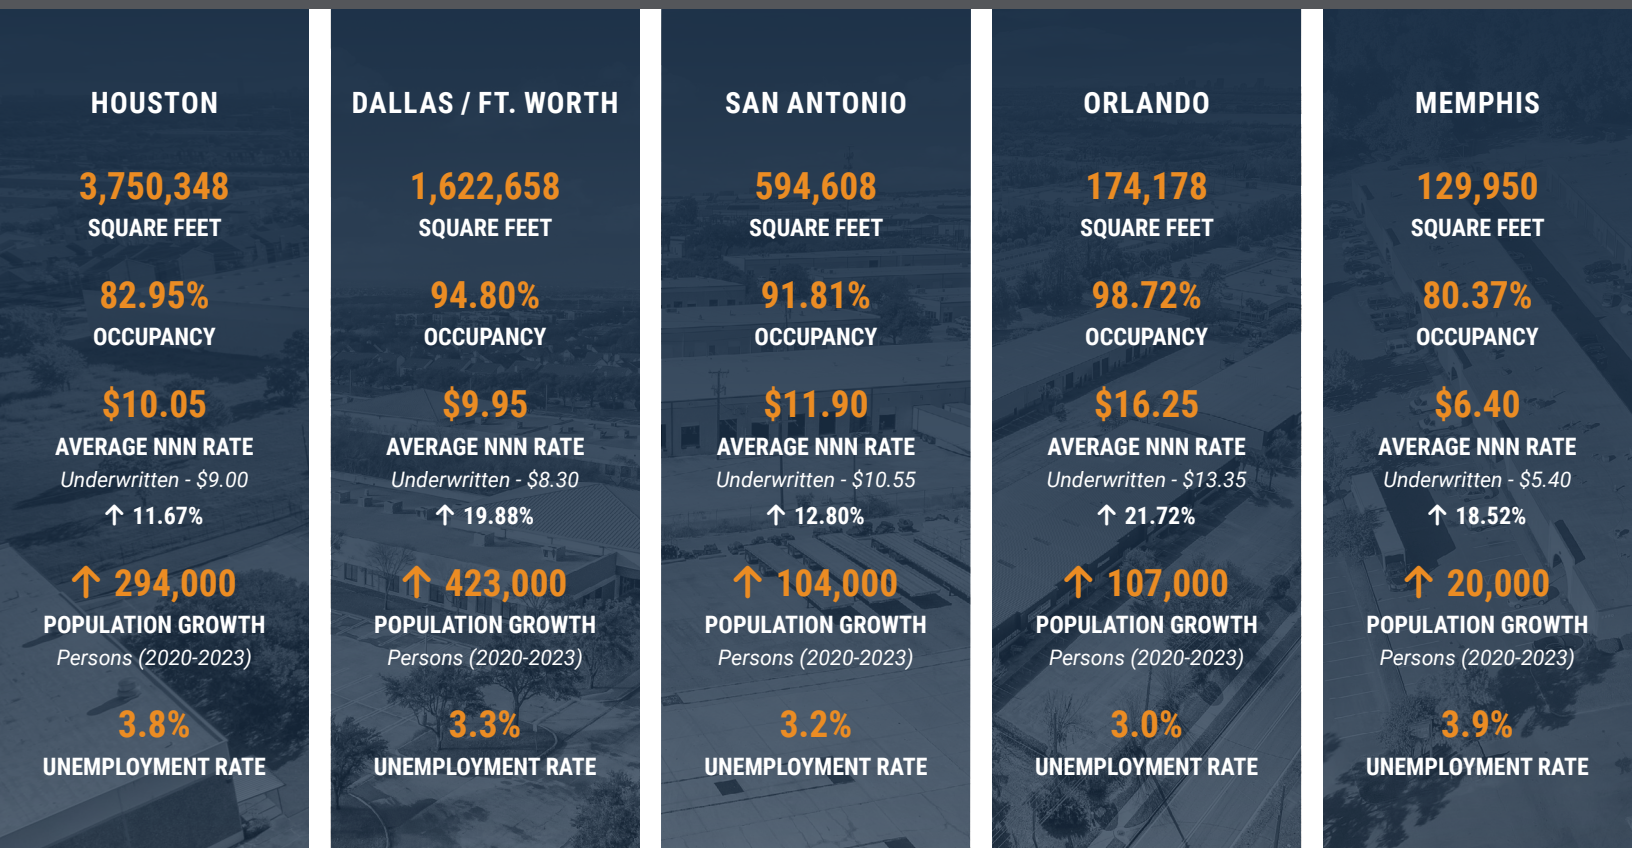 HOUSTON
3,750,348
SQUARE FEET
82.95%
OCCUPANCY
$10.05
AVERAGE NNN RATE
Underwritten - $9.00
↑ 11.67%
↑ 294,000
POPULATION GROWTH
Persons (2020-2023)
3.8%
UNEMPLOYMENT RATE
DALLAS / FT. WORTH
1,622,658
SQUARE FEET
94.80%
OCCUPANCY
$9.95
AVERAGE NNN RATE
Underwritten - $8.30
↑ 19.88%
↑ 423,000
POPULATION GROWTH
Persons (2020-2023)
3.3%
UNEMPLOYMENT RATE
SAN ANTONIO
594,608
SQUARE FEET
91.81%
OCCUPANCY
$11.90
AVERAGE NNN RATE
Underwritten - $10.55
↑ 12.80%
↑ 104,000
POPULATION GROWTH
Persons (2020-2023)
3.2%
UNEMPLOYMENT RATE
ORLANDO
174,178
SQUARE FEET
98.72%
OCCUPANCY
$16.25
AVERAGE NNN RATE
Underwritten - $13.35
↑ 21.72%
↑ 107,000
POPULATION GROWTH
Persons (2020-2023)
3.0%
UNEMPLOYMENT RATE
MEMPHIS
129,950
SQUARE FEET
80.37%
OCCUPANCY
$6.40
AVERAGE NNN RATE
Underwritten - $5.40
↑ 18.52%
↑ 20,000
POPULATION GROWTH
Persons (2020-2023)
3.9%
UNEMPLOYMENT RATE